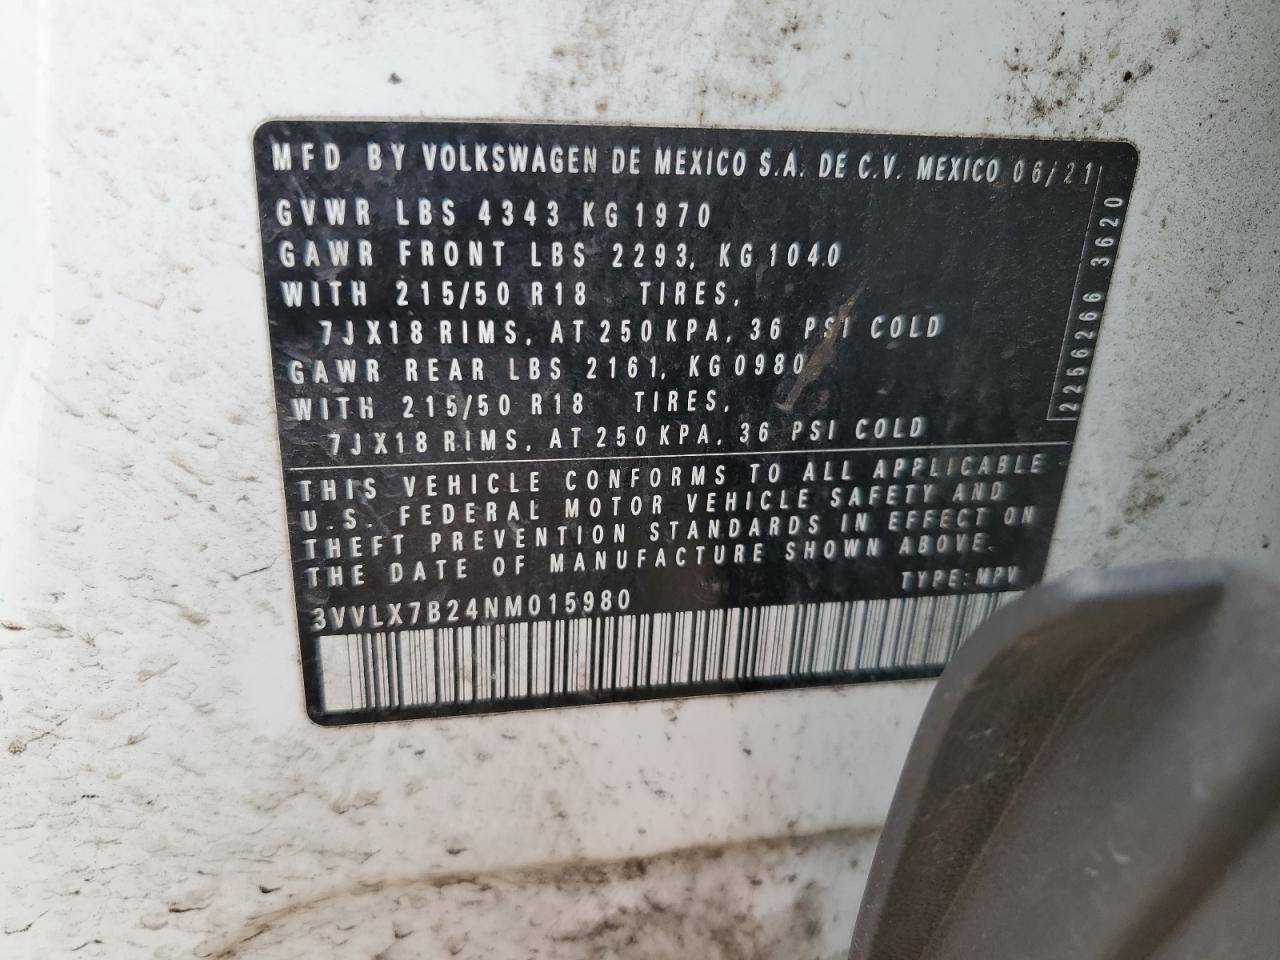 MFD BY VOLKSWAGEN DE MEXICO S.A. DE C.V. MEXICO 06/21
GVWR LBS 4343 KG 1970
GAWR FRONT LBS 2293, KG 1040
WITH 215/50 R18 TIRES,
7JX18 RIMS, AT 250 KPA, 36 PSI COLD
GAWR REAR LBS 2161, KG 0980
WITH 215/50 R18 TIRES,
7JX18 RIMS, AT 250 KPA, 36 PSI COLD
THIS VEHICLE CONFORMS TO ALL APPLICABLE
U.S. FEDERAL MOTOR VEHICLE SAFETY AND
THEFT PREVENTION STANDARDS IN EFFECT ON
THE DATE OF MANUFACTURE SHOWN ABOVE.
TYPE: MPV
3VVLX7B24NM015980
2256266 3620